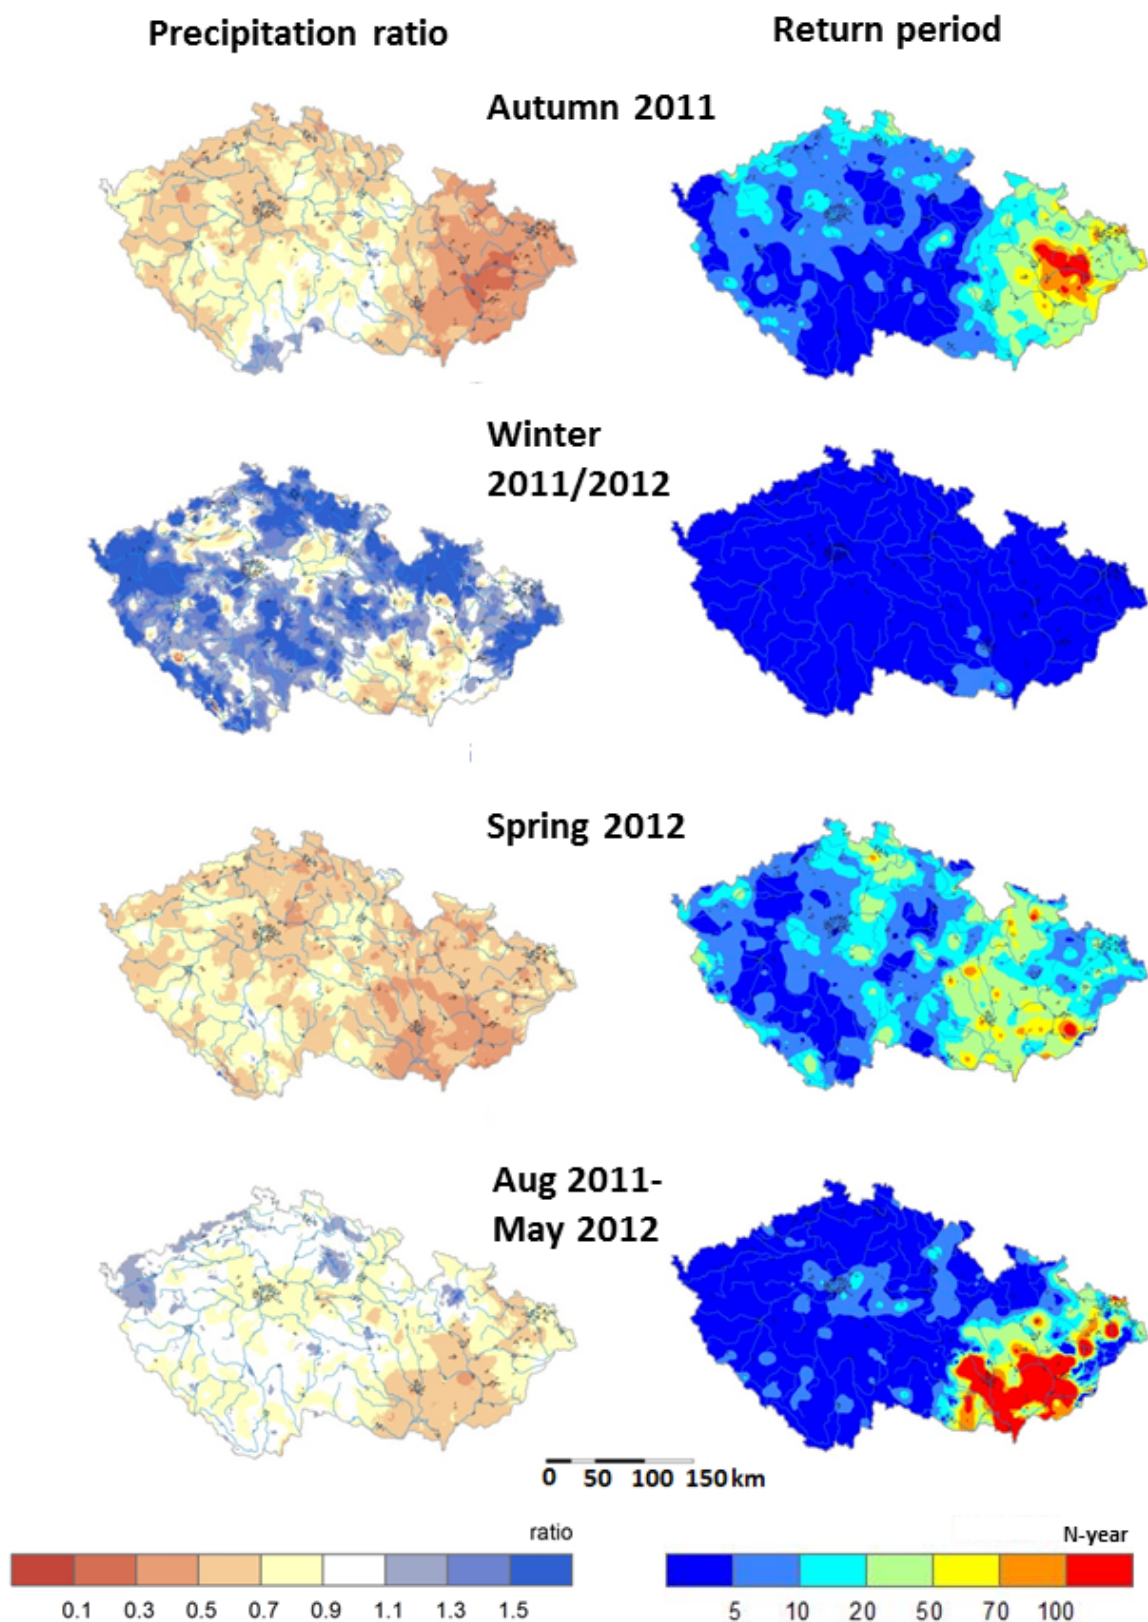 Precipitation ratio
Return period
Autumn 2011
Winter
2011/2012
Spring 2012
Aug 2011-
May 2012
0 50 100 150 km
ratio
N-year
0.1 0.3 0.5 0.7 0.9 1.1 1.3 1.5
5 10 20 50 70 100